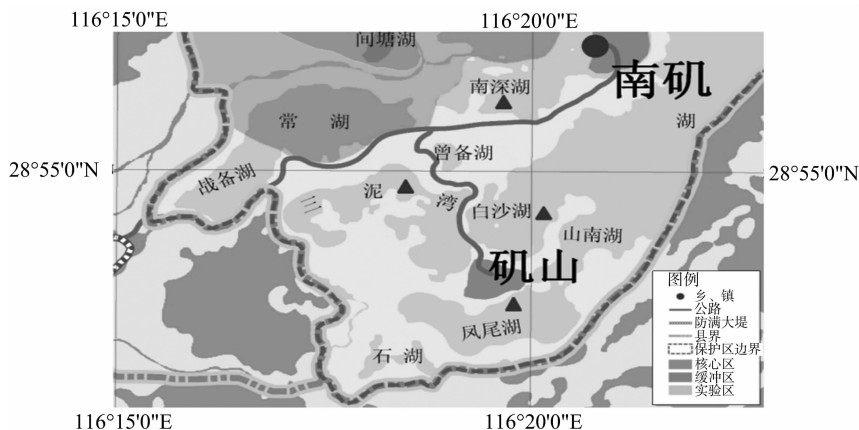 116°15'0"E 116°20'0"E
间塘湖
南深湖
南矶
常 湖
湖
曾备湖
28°55'0"N 28°55'0"N
战备湖
三 泥 湾
白沙湖
山南湖
矶山
凤尾湖
石 湖
图例
乡、镇
公路
防满大堤
县界
保护区边界
核心区
缓冲区
实验区
116°15'0"E 116°20'0"E